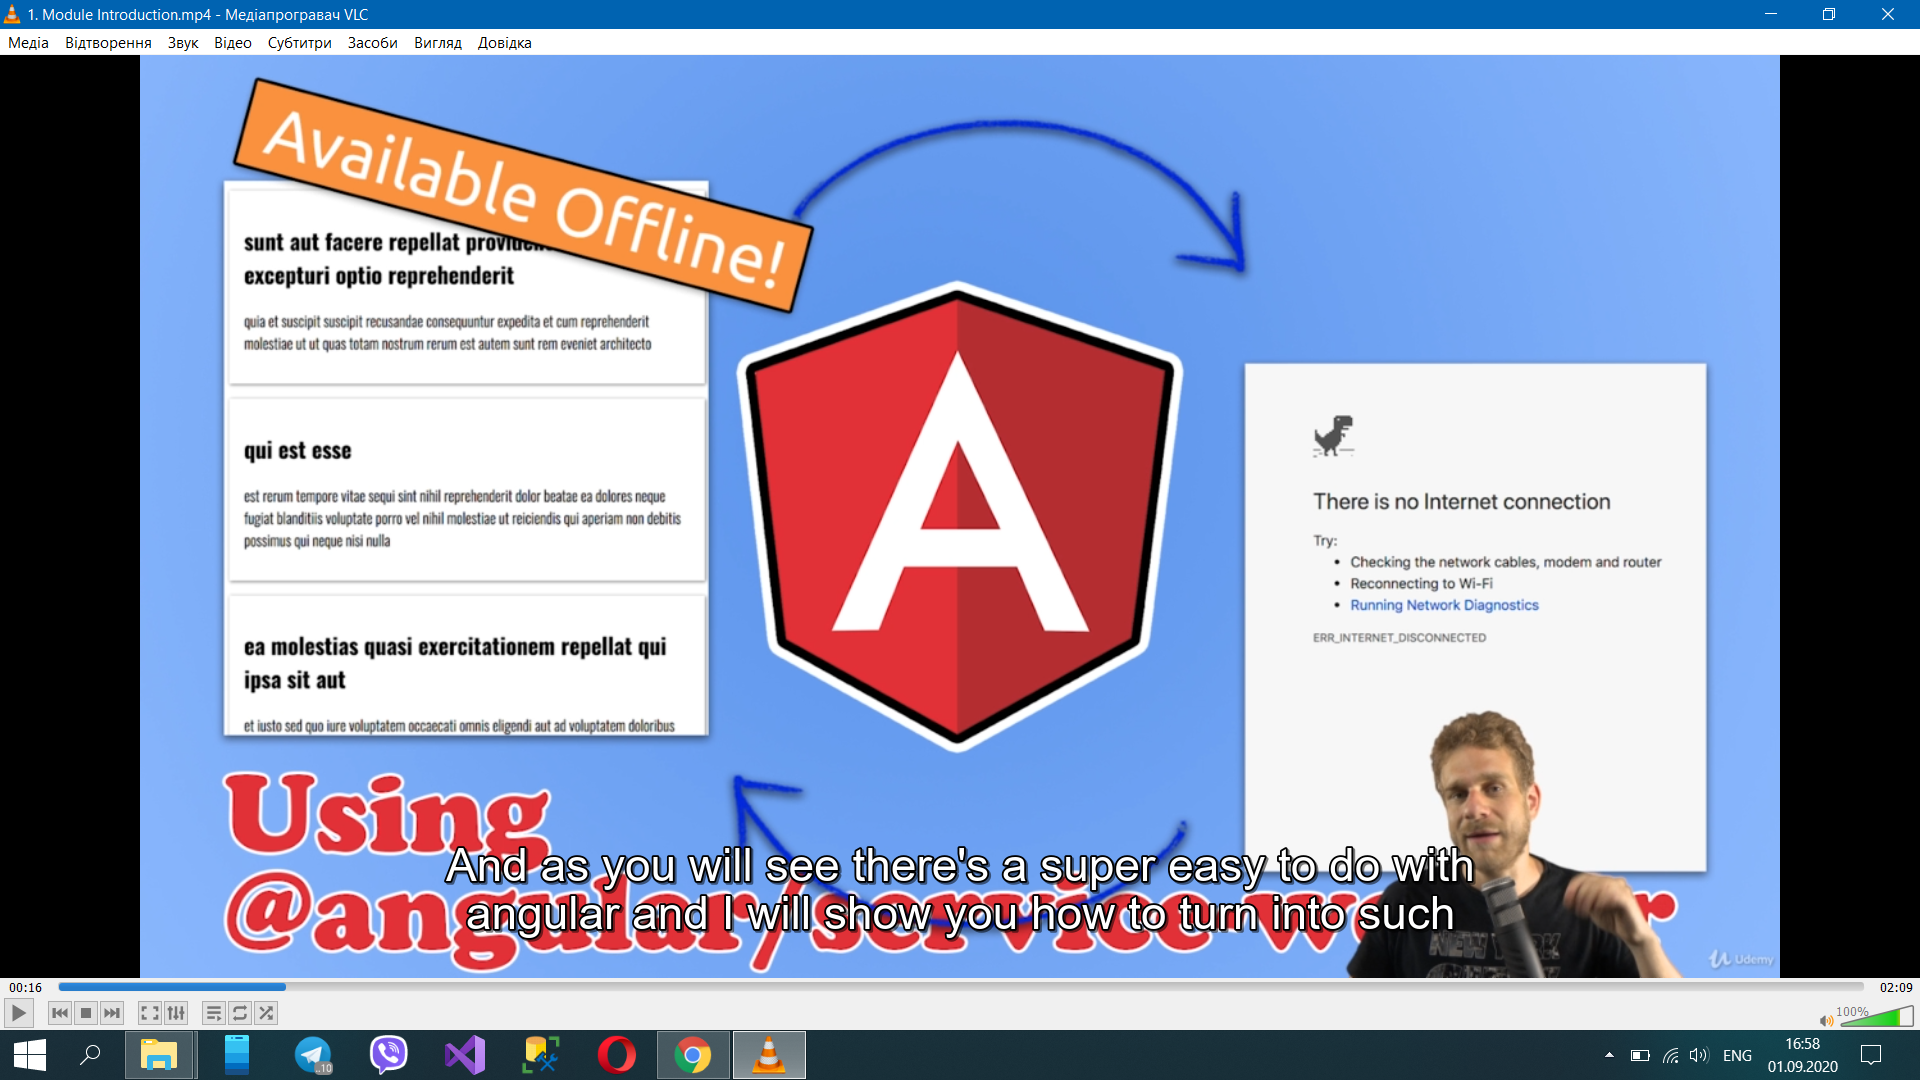 1. Module Introduction.mp4 - Медіапрогравач VLC
Медіа Відтворення Звук Відео Субтитри Засоби Вигляд Довідка
Available Offline!
sunt aut facere repellat
excepturi optio reprehenderit
quia et suscipit suscipit recusandae consequuntur expedita et cum reprehenderit
molestiae ut ut quas totam nostrum rerum est autem sunt rem eveniet architecto
qui est esse
est rerum tempore vitae sequi sint nihil reprehenderit dolor beatae ea dolores neque
fugiat blanditiis voluptate porro vel nihil molestiae ut reiciendis qui aperiam non debitis
possimus qui neque nisi nulla
ea molestias quasi exercitationem repellat qui
ipsa sit aut
et iusto sed quo iure voluptatem occaecati omnis eligendi aut ad voluptatem doloribus
A
There is no Internet connection
Try:
• Checking the network cables, modem and router
• Reconnecting to Wi-Fi
• Running Network Diagnostics
ERR_INTERNET_DISCONNECTED
Using
@angular/service
And as you will see there's a super easy to do with
angular and I will show you how to turn into such
NEW YORK
Udemy
00:16
02:09
100%
..10
ENG
16:58
01.09.2020